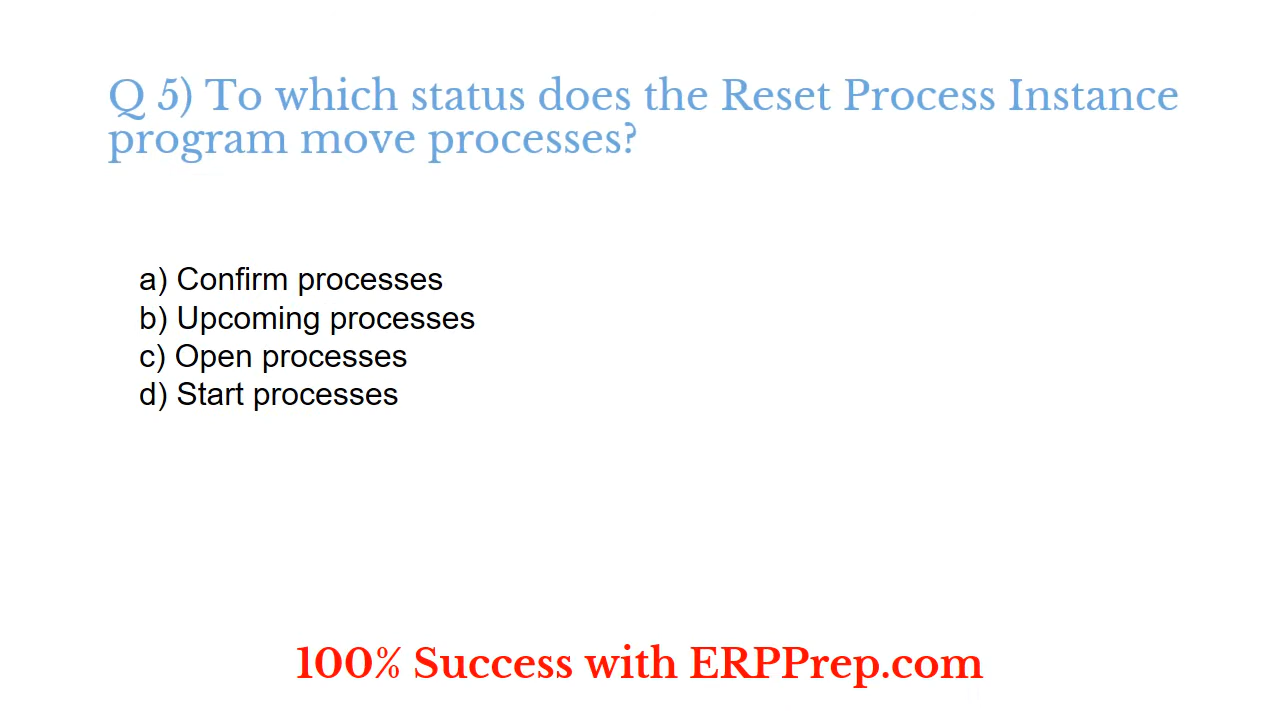 Q 5) To which status does the Reset Process Instance
program move processes?
a) Confirm processes
b) Upcoming processes
c) Open processes
d) Start processes
100% Success with ERPPrep.com